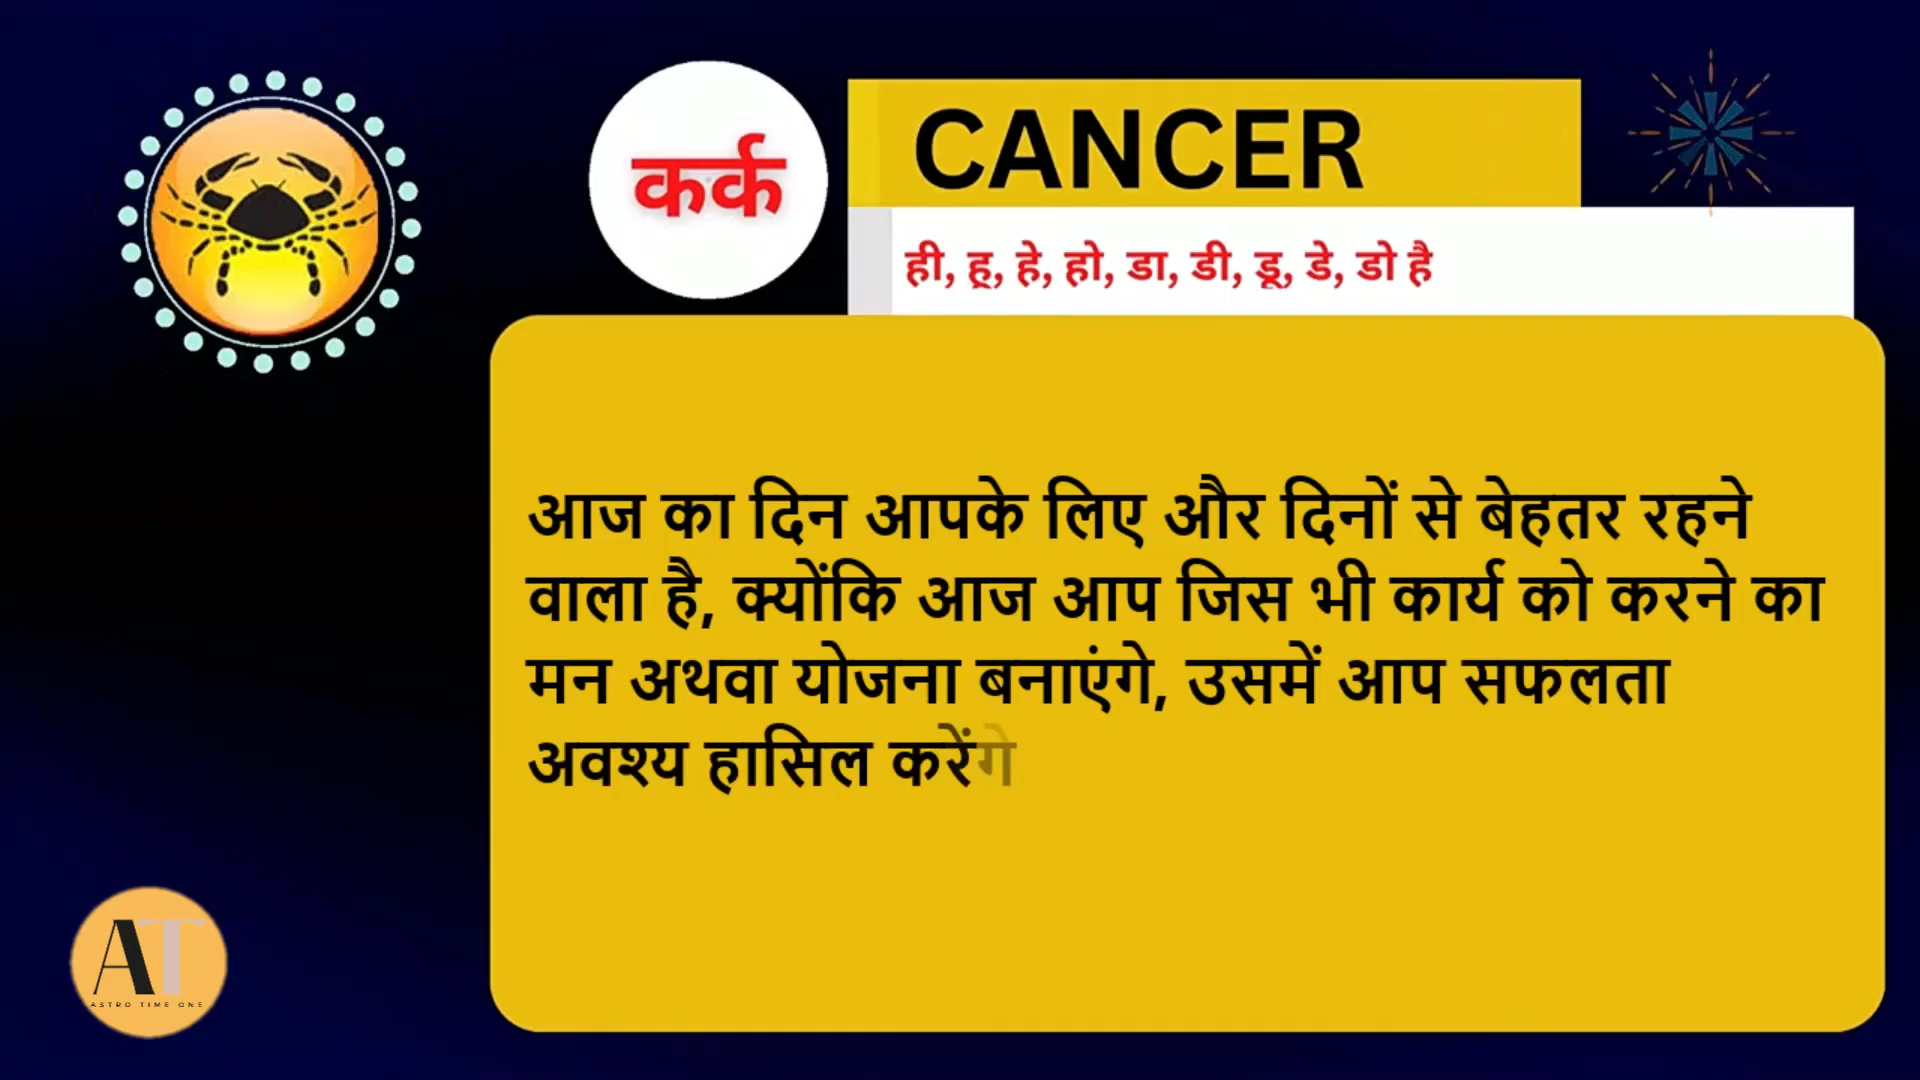 कर्क
CANCER
ही, हू, हे, हो, डा, डी, डू, डे, डो है
आज का दिन आपके लिए और दिनों से बेहतर रहने
वाला है, क्योंकि आज आप जिस भी कार्य को करने का
मन अथवा योजना बनाएंगे, उसमें आप सफलता
अवश्य हासिल करेंगे
AT
ASTRO TIME ONE